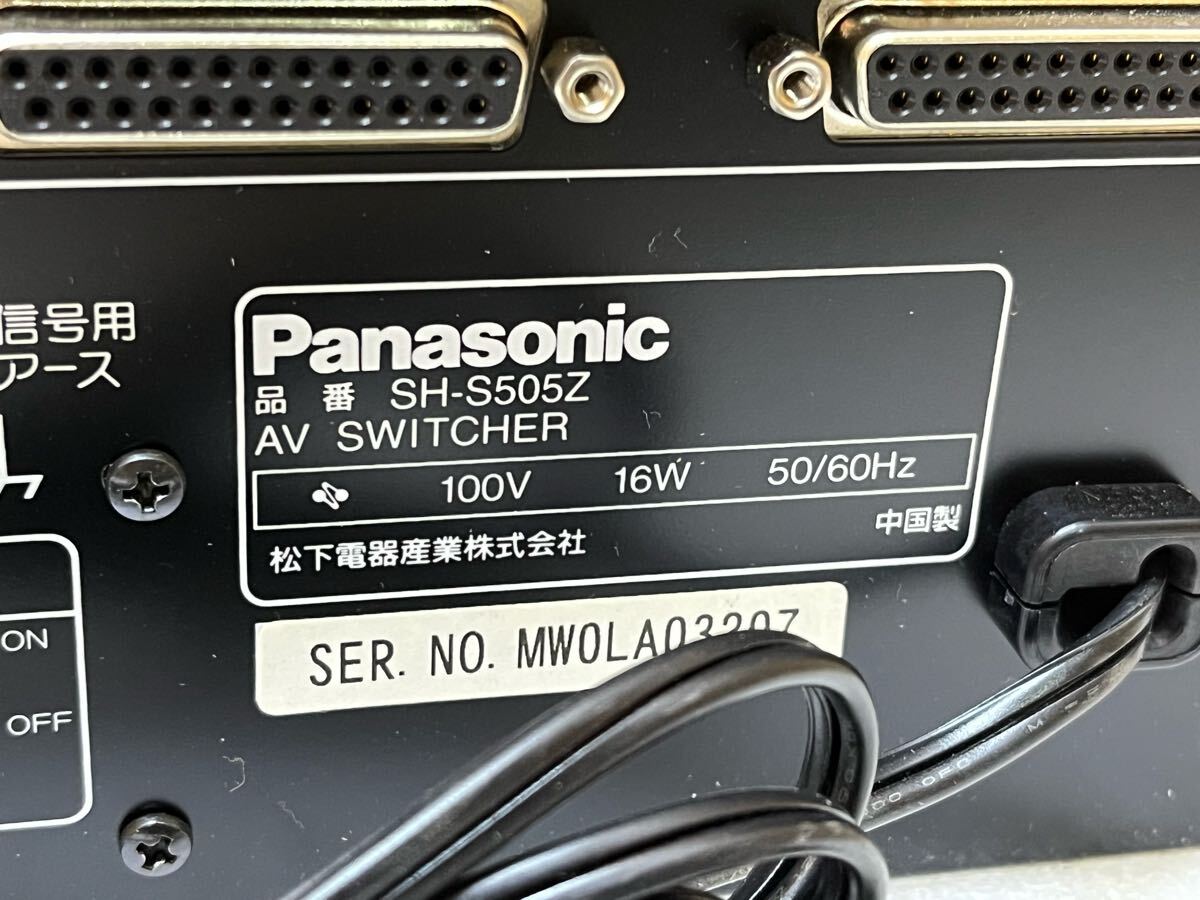 信号用
アース
Panasonic
品番 SH-S505Z
AV SWITCHER
100V 16W 50/60Hz
松下電器産業株式会社
中国製
SER. NO. MW0LA03207
ON
OFF